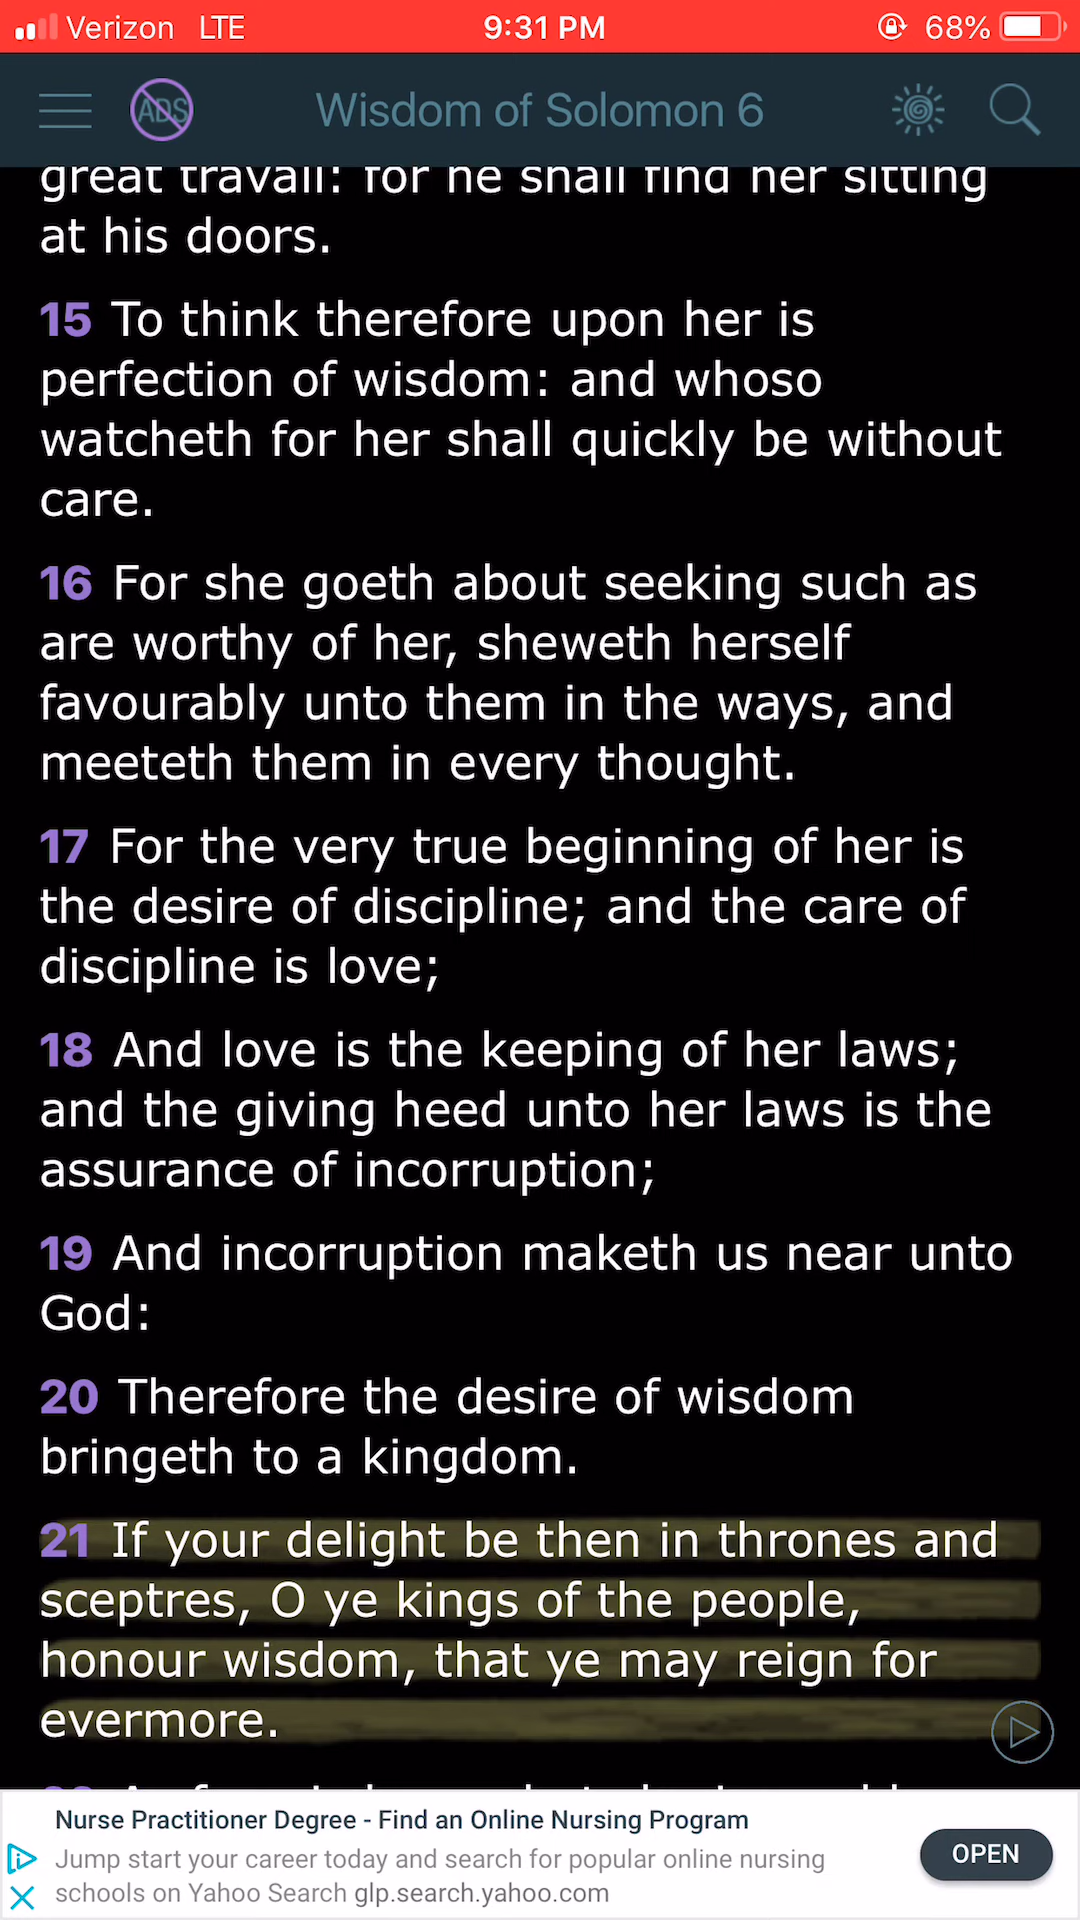 Verizon LTE 9:31 PM 68%
ADS Wisdom of Solomon 6
great travail: for he shall find her sitting
at his doors.
15 To think therefore upon her is
perfection of wisdom: and whoso
watcheth for her shall quickly be without
care.
16 For she goeth about seeking such as
are worthy of her, sheweth herself
favourably unto them in the ways, and
meeteth them in every thought.
17 For the very true beginning of her is
the desire of discipline; and the care of
discipline is love;
18 And love is the keeping of her laws;
and the giving heed unto her laws is the
assurance of incorruption;
19 And incorruption maketh us near unto
God:
20 Therefore the desire of wisdom
bringeth to a kingdom.
21 If your delight be then in thrones and
sceptres, O ye kings of the people,
honour wisdom, that ye may reign for
evermore.
Nurse Practitioner Degree - Find an Online Nursing Program
Jump start your career today and search for popular online nursing
schools on Yahoo Search glp.search.yahoo.com
OPEN